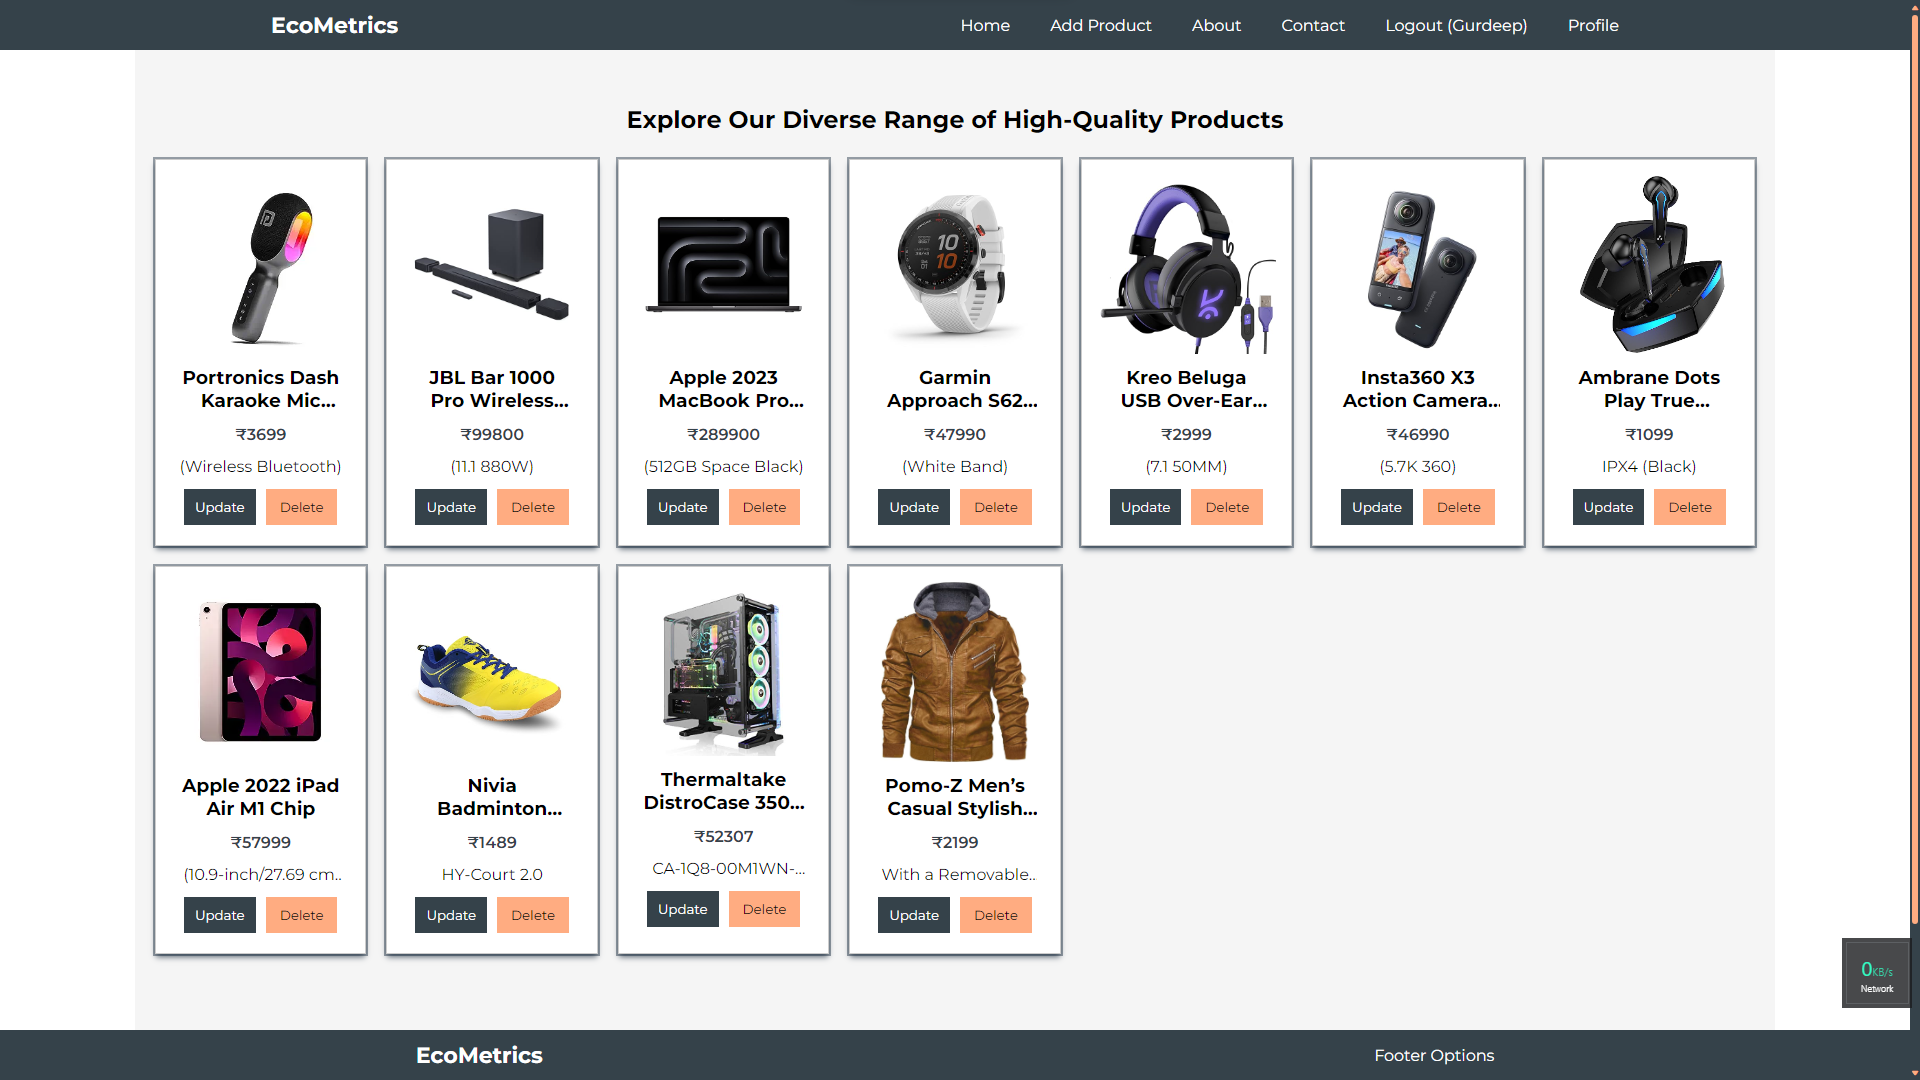 EcoMetrics
Home Add Product About Contact Logout (Gurdeep) Profile
Explore Our Diverse Range of High-Quality Products
Portronics Dash
Karaoke Mic...
₹3699
(Wireless Bluetooth)
Update Delete
JBL Bar 1000
Pro Wireless...
₹99800
(11.1 880W)
Update Delete
Apple 2023
MacBook Pro...
₹289900
(512GB Space Black)
Update Delete
10
10
Garmin
Approach S62...
₹47990
(White Band)
Update Delete
Kreo Beluga
USB Over-Ear...
₹2999
(7.1 50MM)
Update Delete
Insta360 X3
Action Camera...
₹46990
(5.7K 360)
Update Delete
Ambrane Dots
Play True...
₹1099
IPX4 (Black)
Update Delete
Apple 2022 iPad
Air M1 Chip
₹57999
(10.9-inch/27.69 cm..
Update Delete
Nivia
Badminton...
₹1489
HY-Court 2.0
Update Delete
Thermaltake
DistroCase 350...
₹52307
CA-1Q8-00M1WN-...
Update Delete
Pomo-Z Men’s
Casual Stylish...
₹2199
With a Removable..
Update Delete
0KB/s
Network
EcoMetrics
Footer Options